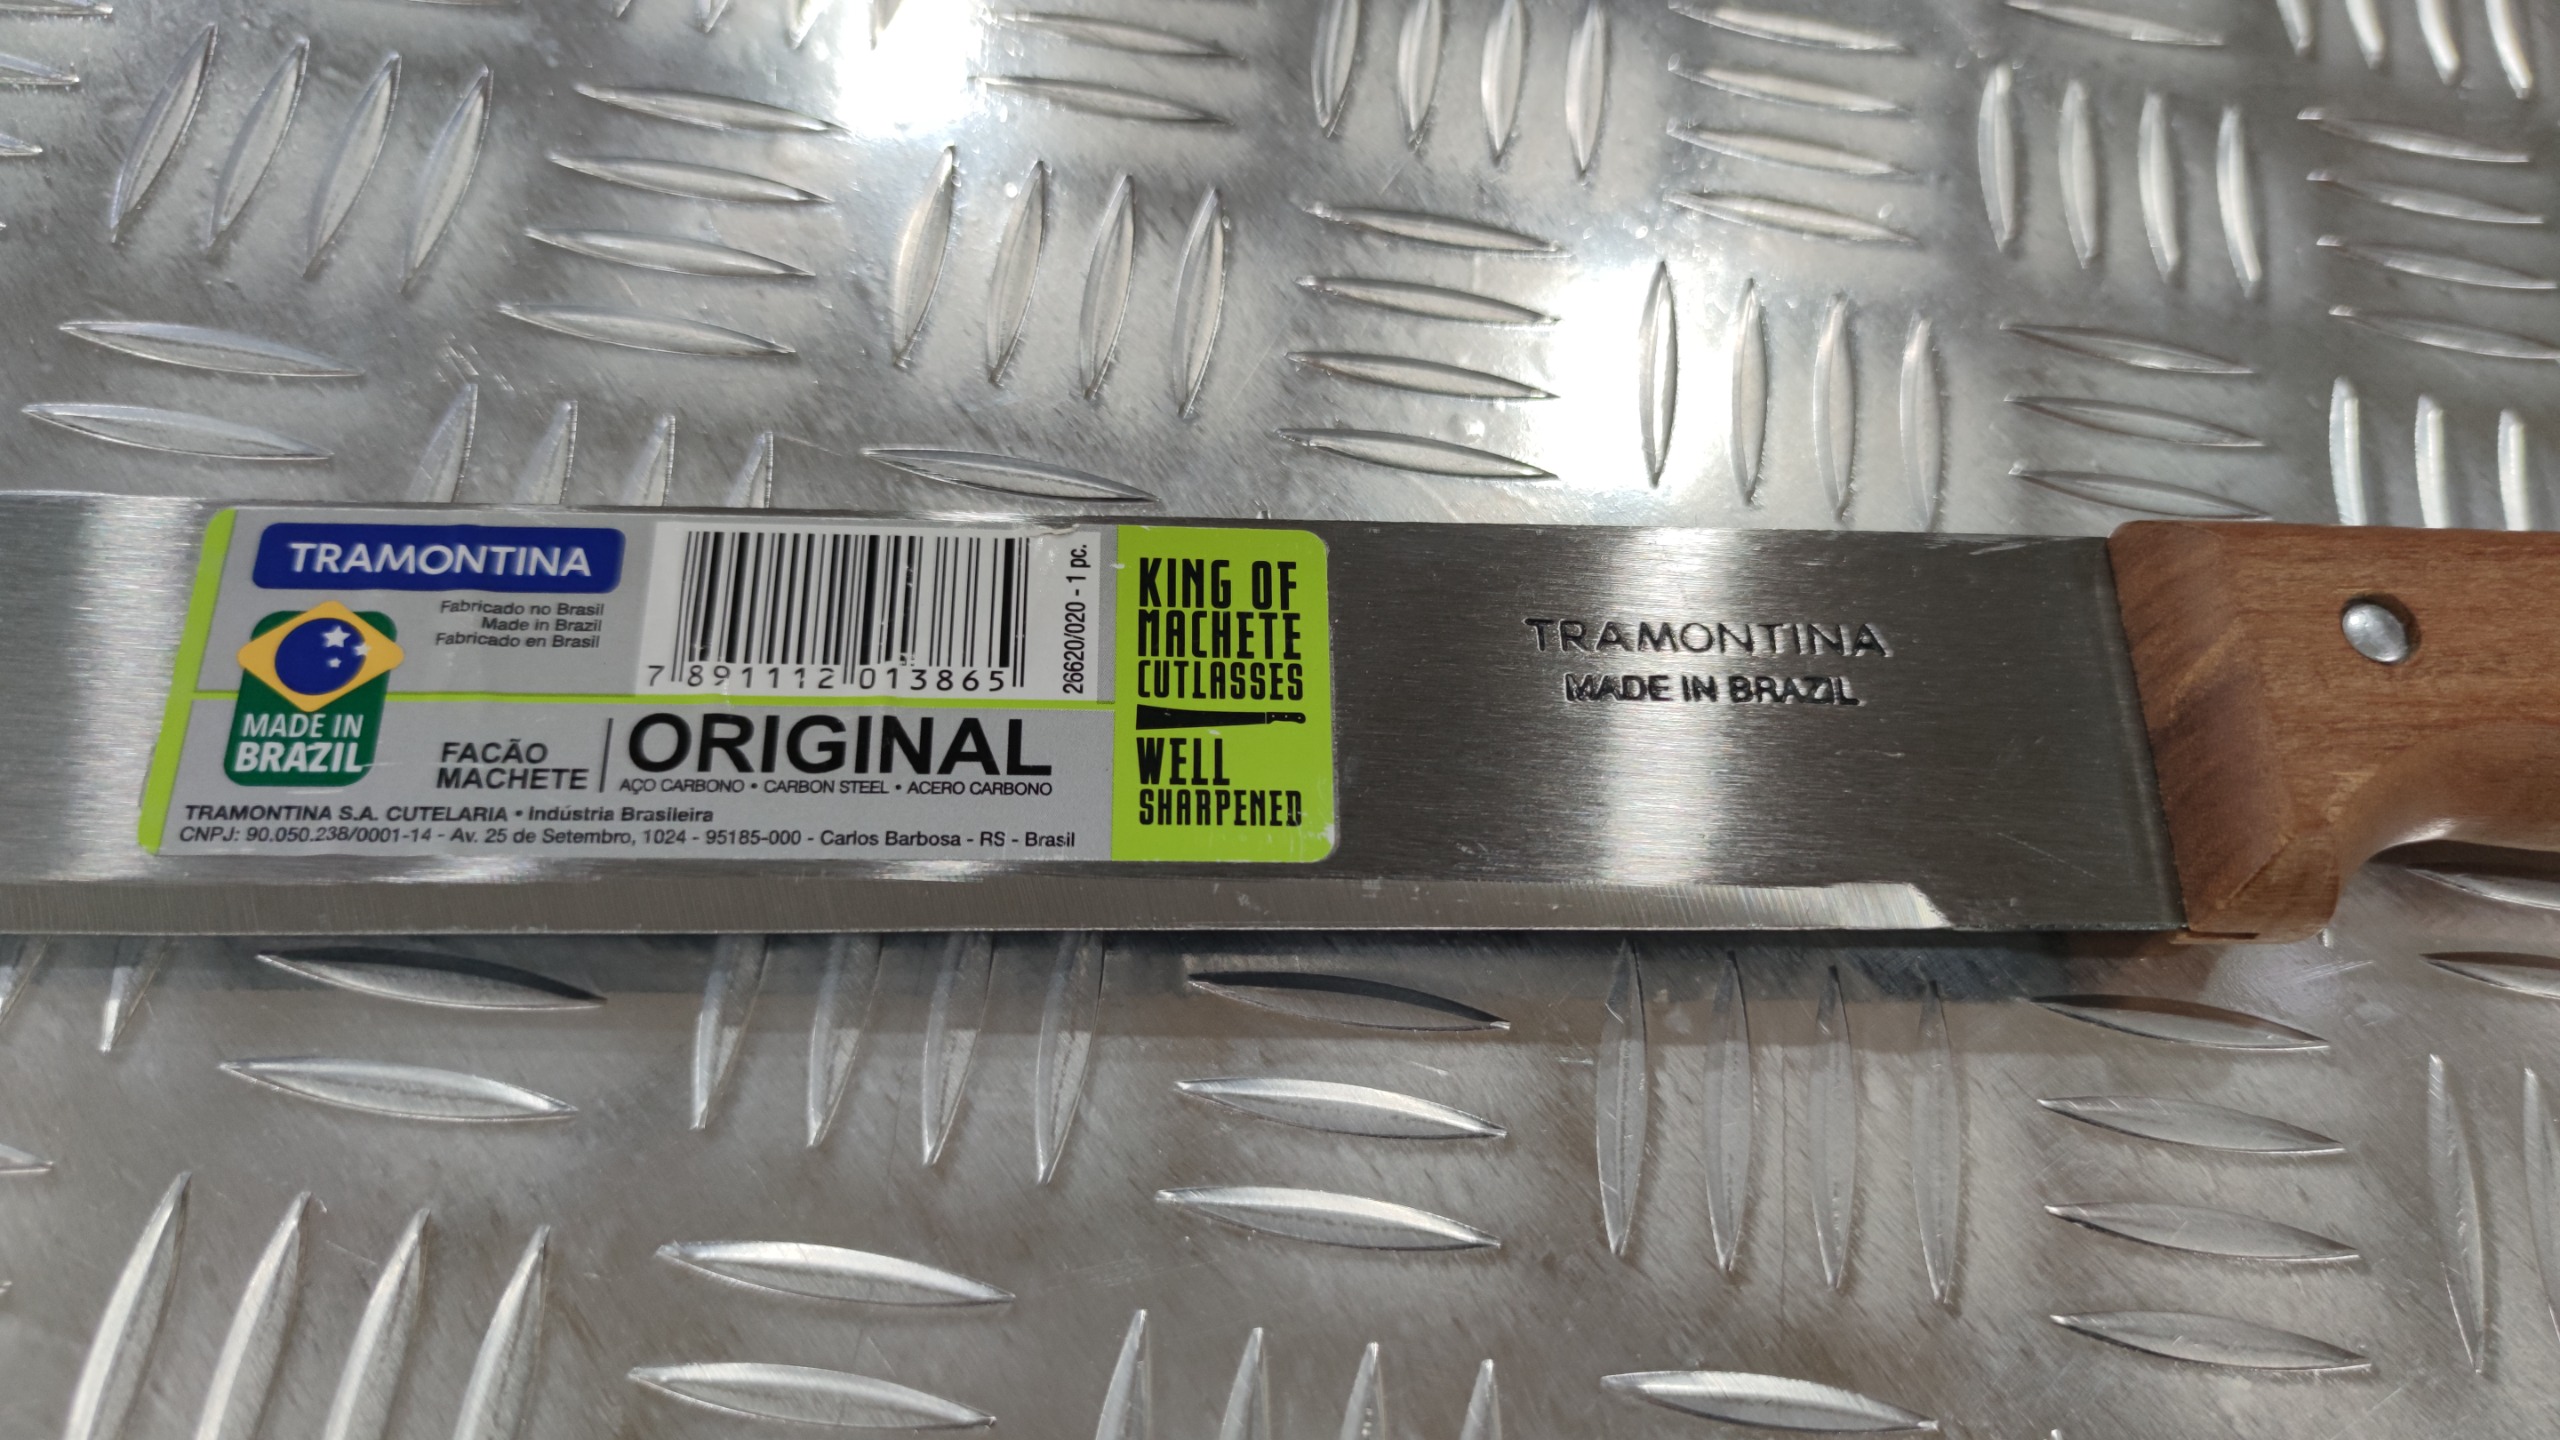 TRAMONTINA
Fabricado no Brasil
Made in Brazil
Fabricado en Brasil
MADE IN
BRAZIL
7 891112 013865
26620/020 - 1 pc.
FACÃO
MACHETE
ORIGINAL
AÇO CARBONO • CARBON STEEL • ACERO CARBONO
TRAMONTINA S.A. CUTELARIA • Indústria Brasileira
CNPJ: 90.050.238/0001-14 - Av. 25 de Setembro, 1024 - 95185-000 - Carlos Barbosa - RS - Brasil
KING OF
MACHETE
CUTLASSES
WELL
SHARPENED
TRAMONTINA
MADE IN BRAZIL